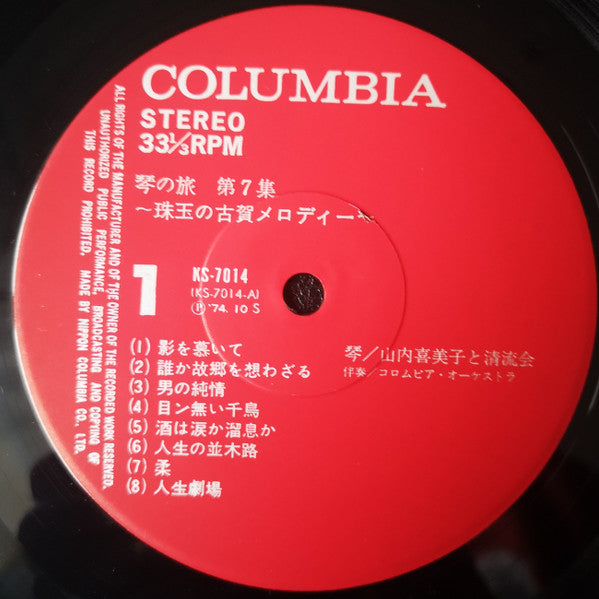 COLUMBIA
STEREO
33⅓RPM
琴の旅 第7集
～珠玉の古賀メロディー～
1
KS-7014
(KS-7014-A)
Ⓟ '74. 10 S
(1) 影を慕いて
(2) 誰か故郷を想わざる
(3) 男の純情
(4) 目ン無い千鳥
(5) 酒は涙か溜息か
(6) 人生の並木路
(7) 柔
(8) 人生劇場
琴／山内喜美子と清流会
伴奏／コロムビア・オーケストラ
ALL RIGHTS OF THE MANUFACTURER AND OF THE OWNER OF THE RECORDED WORK RESERVED.
UNAUTHORIZED PUBLIC PERFORMANCE, BROADCASTING AND COPYING OF
THIS RECORD PROHIBITED. MADE BY NIPPON COLUMBIA CO., LTD.